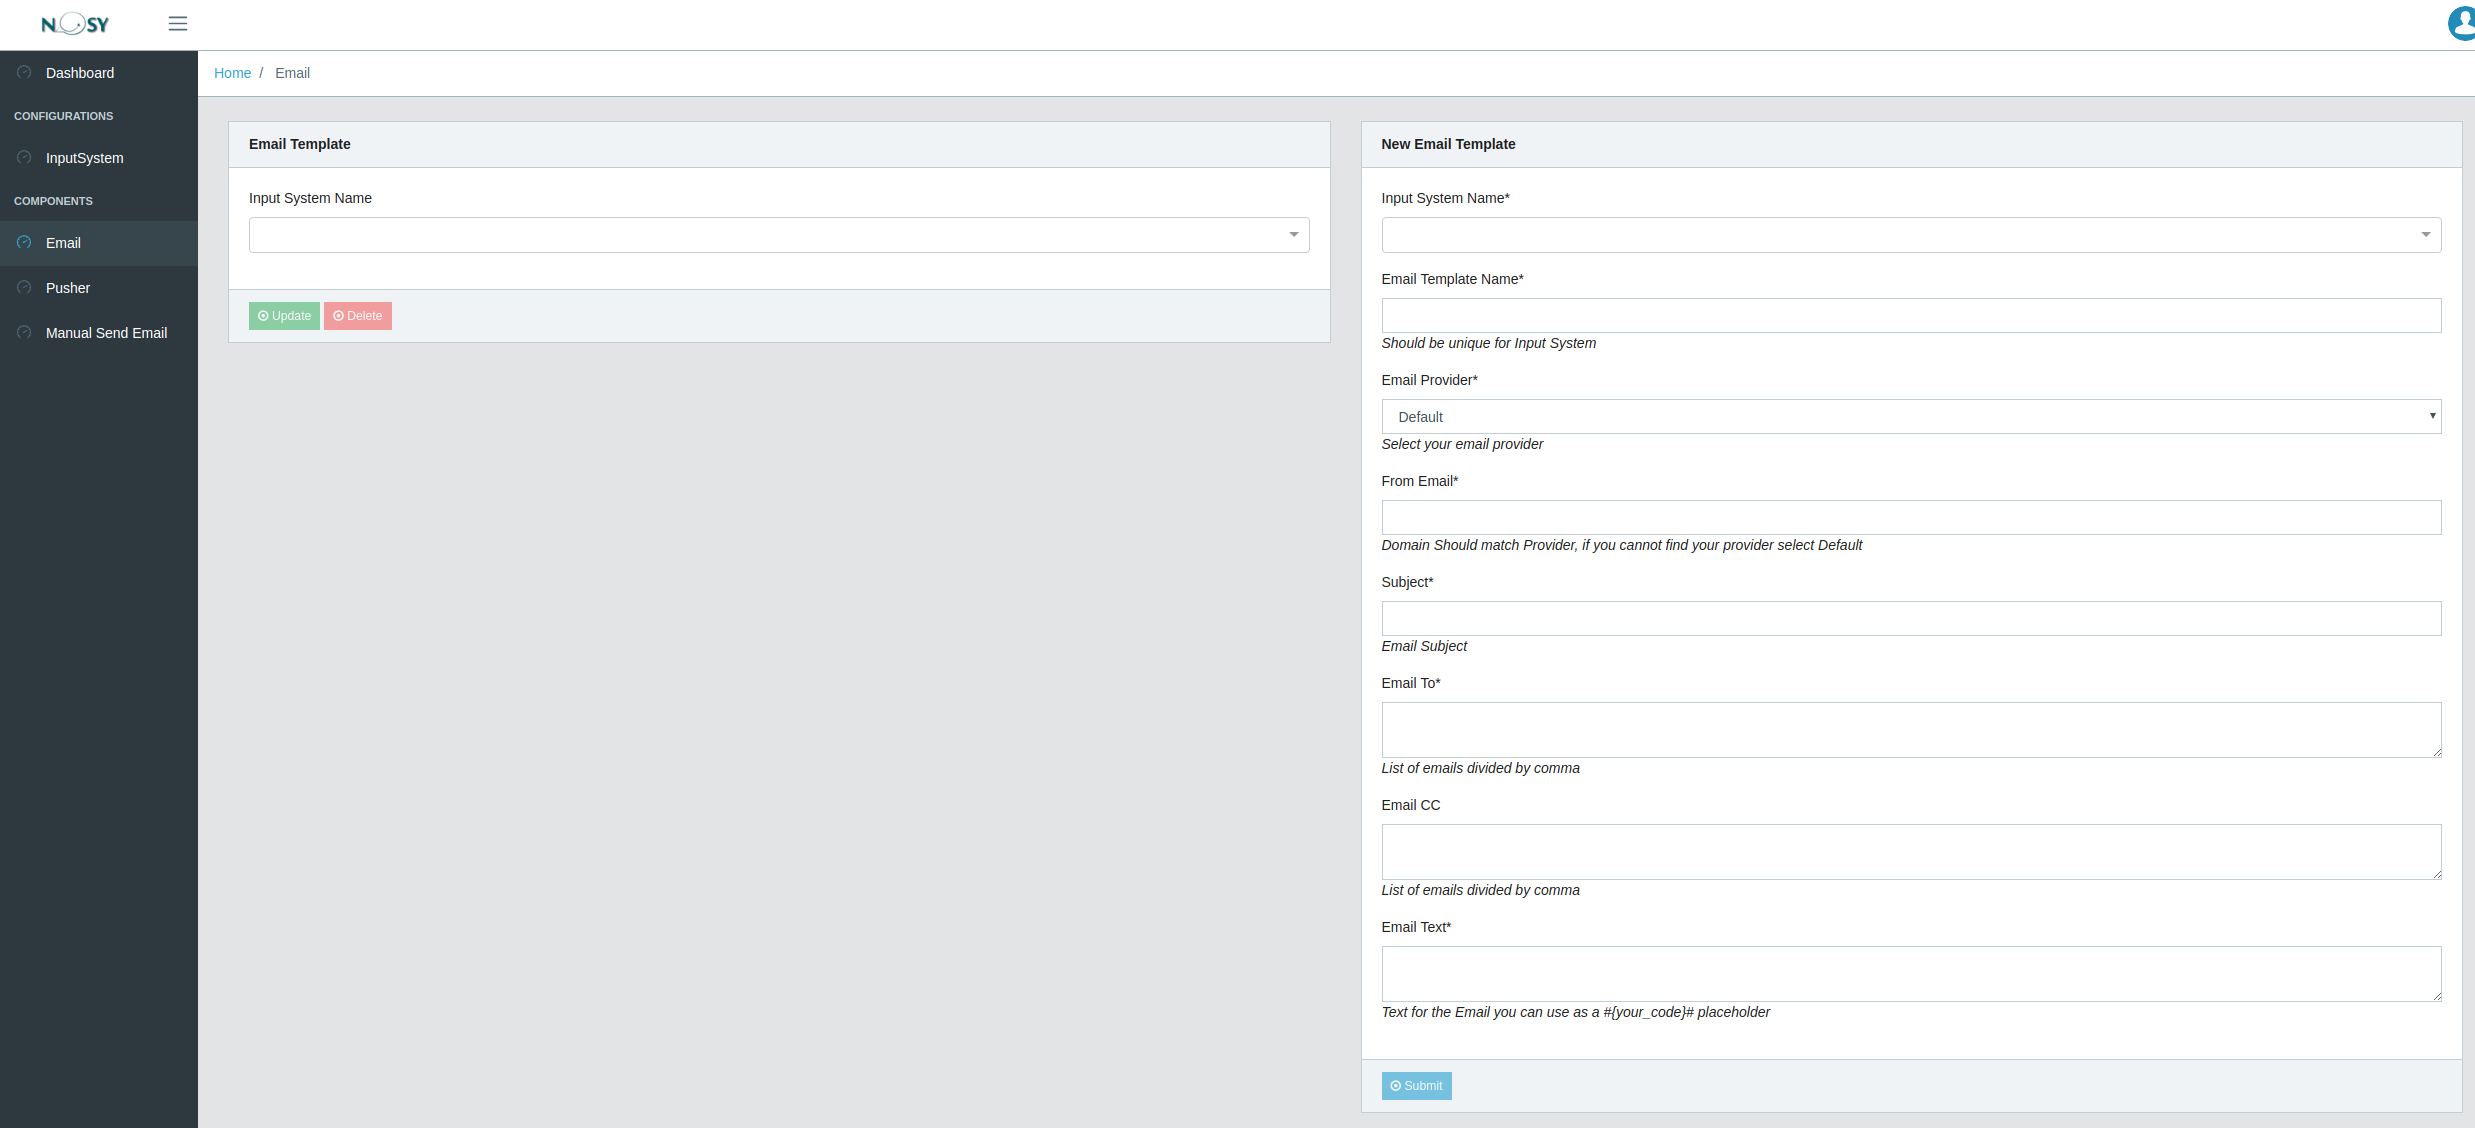 NOSY
Dashboard
CONFIGURATIONS
InputSystem
COMPONENTS
Email
Pusher
Manual Send Email
Home / Email
Email Template
Input System Name
Update Delete
New Email Template
Input System Name*
Email Template Name*
Should be unique for Input System
Email Provider*
Default
Select your email provider
From Email*
Domain Should match Provider, if you cannot find your provider select Default
Subject*
Email Subject
Email To*
List of emails divided by comma
Email CC
List of emails divided by comma
Email Text*
Text for the Email you can use as a #{your_code}# placeholder
Submit